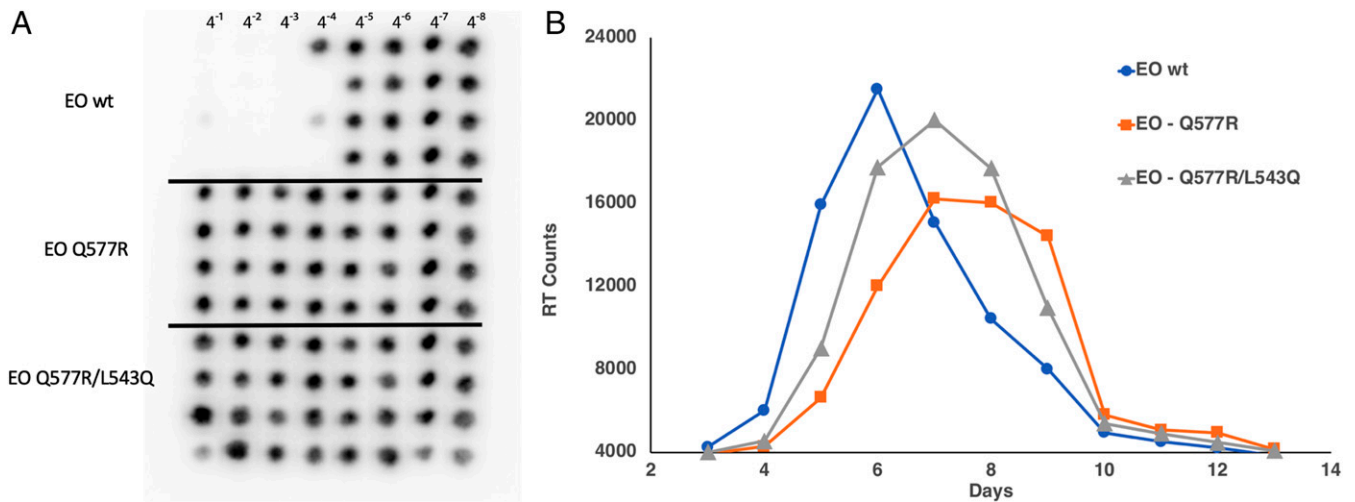 A
4-1 4-2 4-3 4-4 4-5 4-6 4-7 4-8
EO wt
EO Q577R
EO Q577R/L543Q
B
24000
20000
16000
12000
8000
4000
RT Counts
2 4 6 8 10 12 14
Days
EO wt
EO - Q577R
EO - Q577R/L543Q